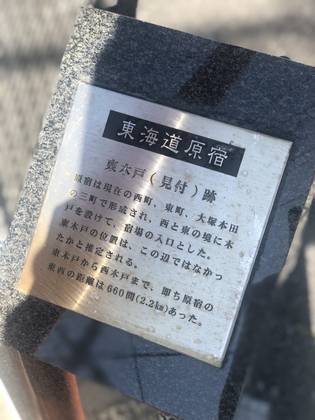 東海道原宿
東木戸(見付)跡
原宿は現在の西町、東町、大塚本田
の三町で形成され、西と東の境に木
戸を設けて、宿場の入口とした。
東木戸の位置は、この辺ではなかっ
たかと推定される。
東木戸から西木戸まで、即ち原宿の
東西の距離は660間(2.2㎞)あった。